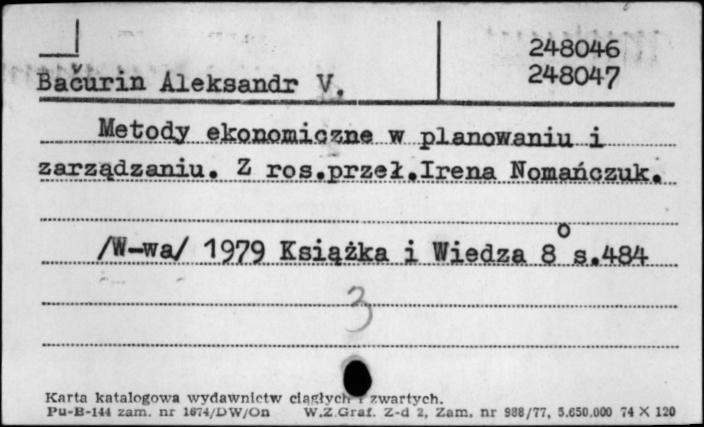 248046
248047
Bačurin Aleksandr V.
Metody ekonomiczne w planowaniu i
zarządzaniu. Z ros.przeł.Irena Nomańczuk.
/W-wa/ 1979 Książka i Wiedza 8° s.484
3
Karta katalogowa wydawnictw ciągłych i zwartych.
Pu-B-144 zam. nr 1674/DW/On W.Z.Graf. Z-d 2, Zam. nr 988/77, 5.650.000 74 X 120